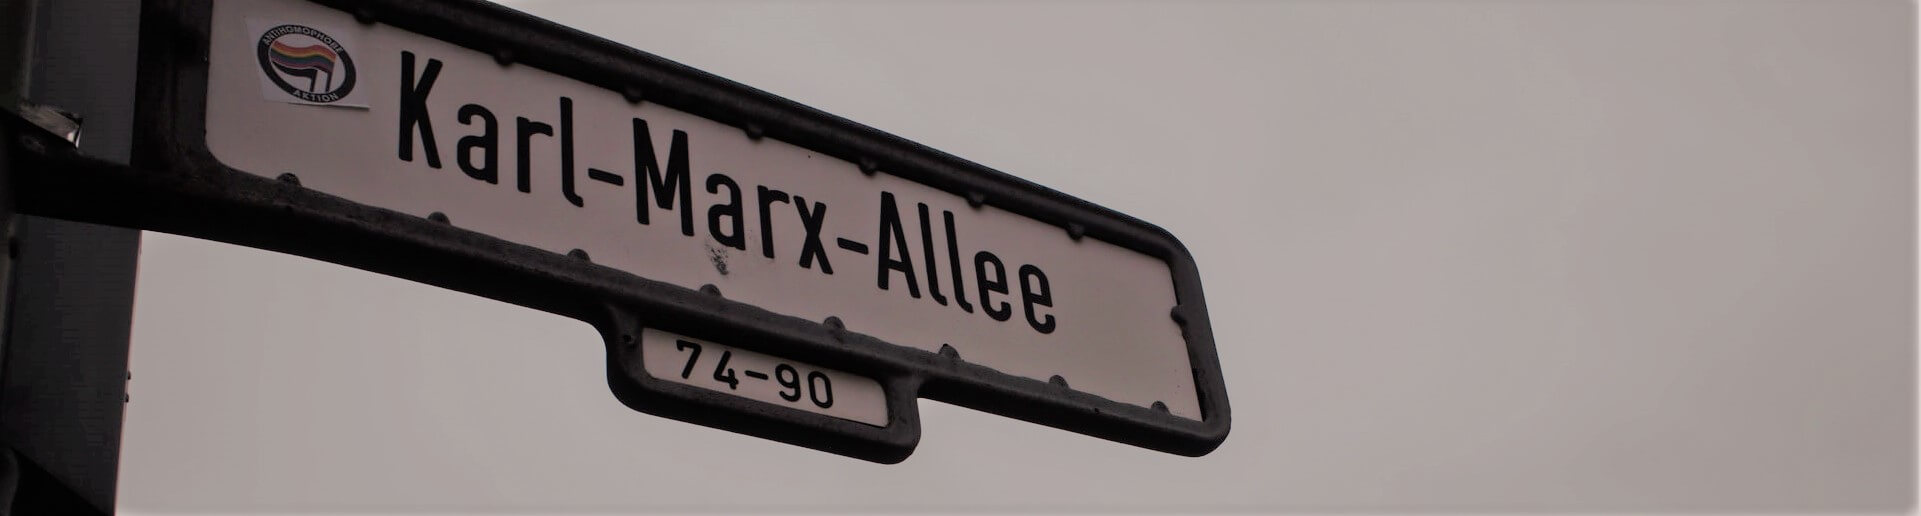 ANTIHOMOPHOBE
AKTION
Karl-Marx-Allee
74-90